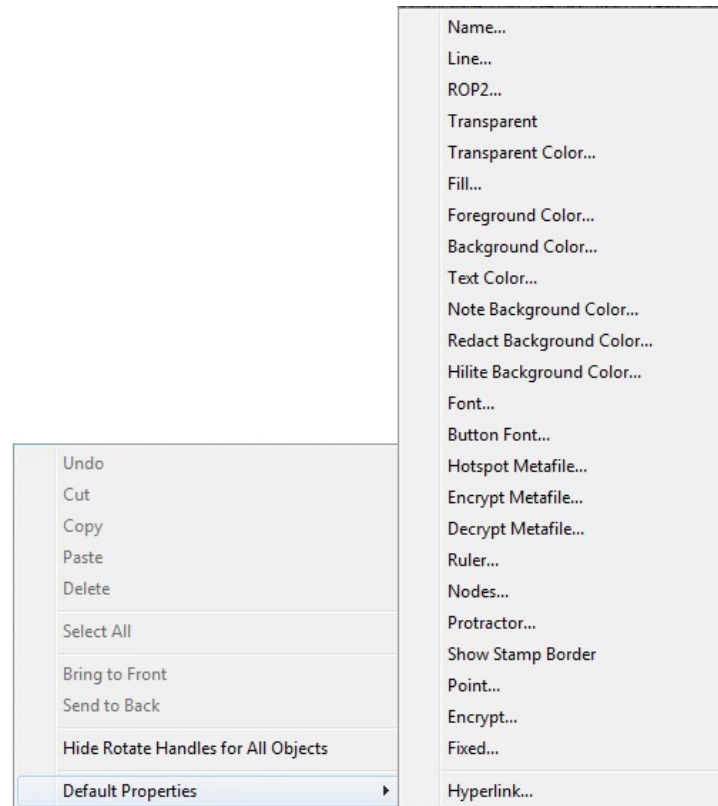 Undo
Cut
Copy
Paste
Delete
Select All
Bring to Front
Send to Back
Hide Rotate Handles for All Objects
Default Properties
Name...
Line...
ROP2...
Transparent
Transparent Color...
Fill...
Foreground Color...
Background Color...
Text Color...
Note Background Color...
Redact Background Color...
Hilite Background Color...
Font...
Button Font...
Hotspot Metafile...
Encrypt Metafile...
Decrypt Metafile...
Ruler...
Nodes...
Protractor...
Show Stamp Border
Point...
Encrypt...
Fixed...
Hyperlink...